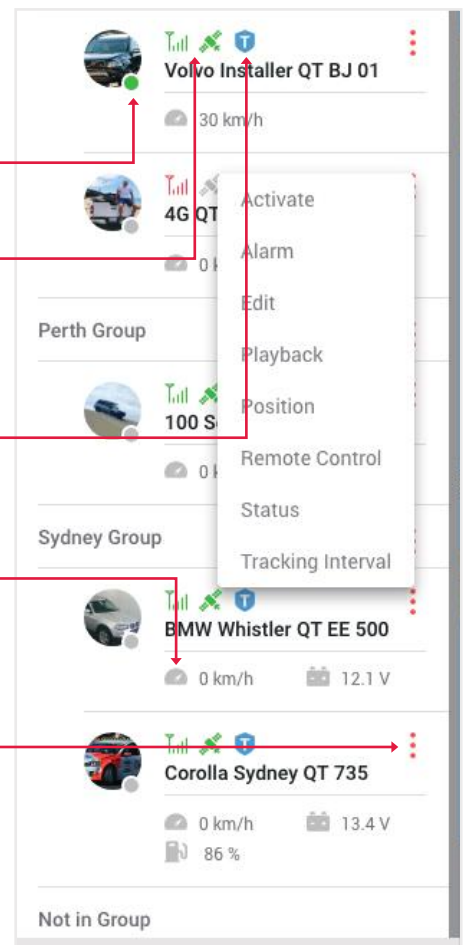 Volvo Installer QT BJ 01
30 km/h
4G QT
0
Activate
Alarm
Edit
Playback
Position
Remote Control
Status
Tracking Interval
Perth Group
100
0
Sydney Group
BMW Whistler QT EE 500
0 km/h 12.1 V
Corolla Sydney QT 735
0 km/h 13.4 V
86 %
Not in Group